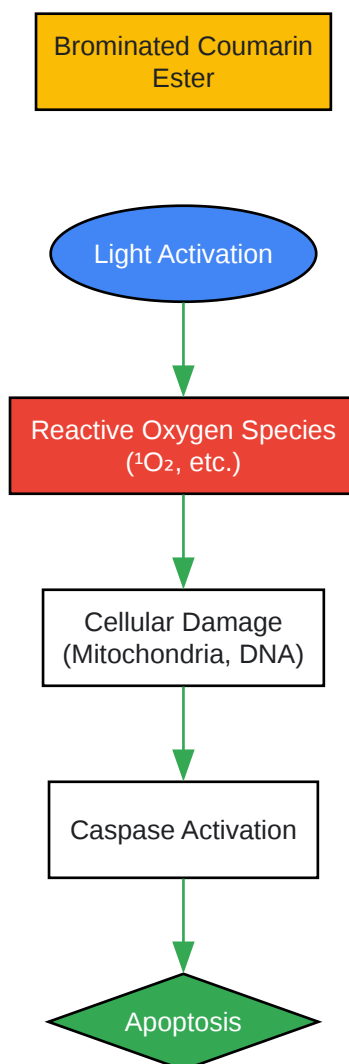 Brominated Coumarin
Ester
Light Activation
Reactive Oxygen Species
(¹O₂, etc.)
Cellular Damage
(Mitochondria, DNA)
Caspase Activation
Apoptosis